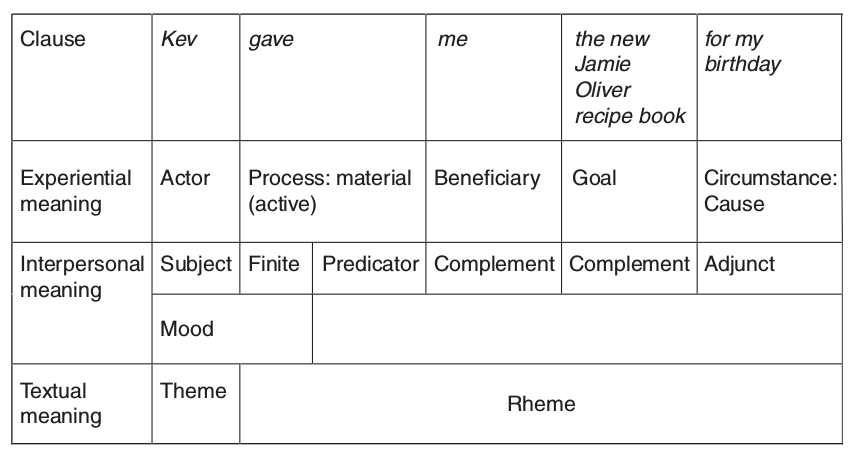 Clause
Kev
gave
me
the new
Jamie
Oliver
recipe book
for my
birthday
Experiential
meaning
Actor
Process: material
(active)
Beneficiary
Goal
Circumstance:
Cause
Interpersonal
meaning
Subject
Finite
Predicator
Complement
Complement
Adjunct
Mood
Textual
meaning
Theme
Rheme